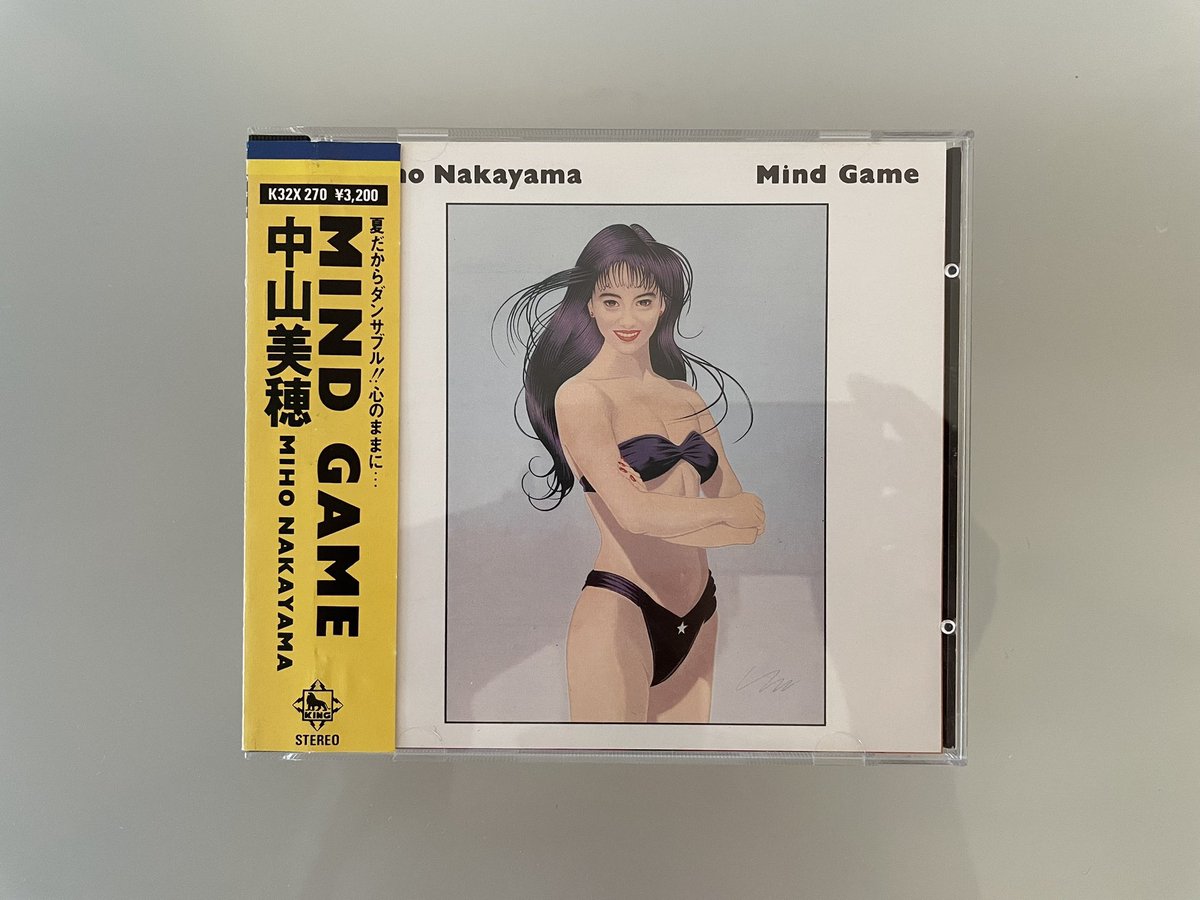 K32X 270 ¥3,200
夏だからダンサブル!!心のままに…
MIND GAME
中山美穂
MIHO NAKAYAMA
KING
STEREO
ho Nakayama
Mind Game